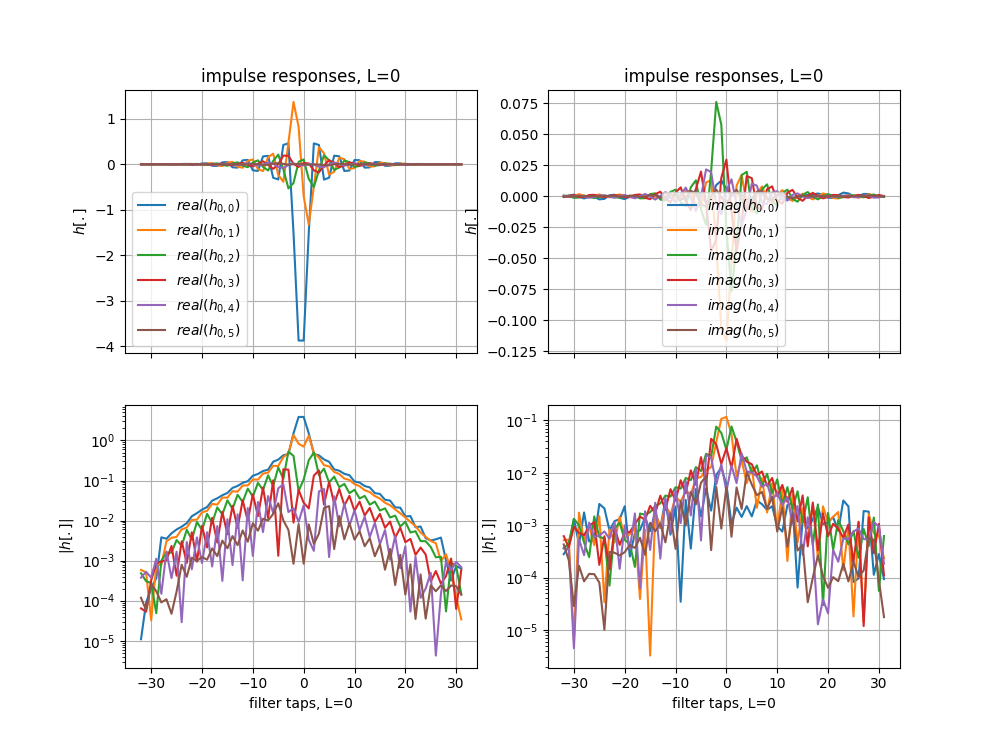 impulse responses, L=0
1
0
−1
−2
−3
−4
h[.]
real(h0,0)
real(h0,1)
real(h0,2)
real(h0,3)
real(h0,4)
real(h0,5)
impulse responses, L=0
0.075
0.050
0.025
0.000
−0.025
−0.050
−0.075
−0.100
−0.125
h[.]
imag(h0,0)
imag(h0,1)
imag(h0,2)
imag(h0,3)
imag(h0,4)
imag(h0,5)
10^0
10^−1
10^−2
10^−3
10^−4
10^−5
|h[.]|
−30 −20 −10 0 10 20 30
filter taps, L=0
10^−1
10^−2
10^−3
10^−4
10^−5
|h[.]|
−30 −20 −10 0 10 20 30
filter taps, L=0